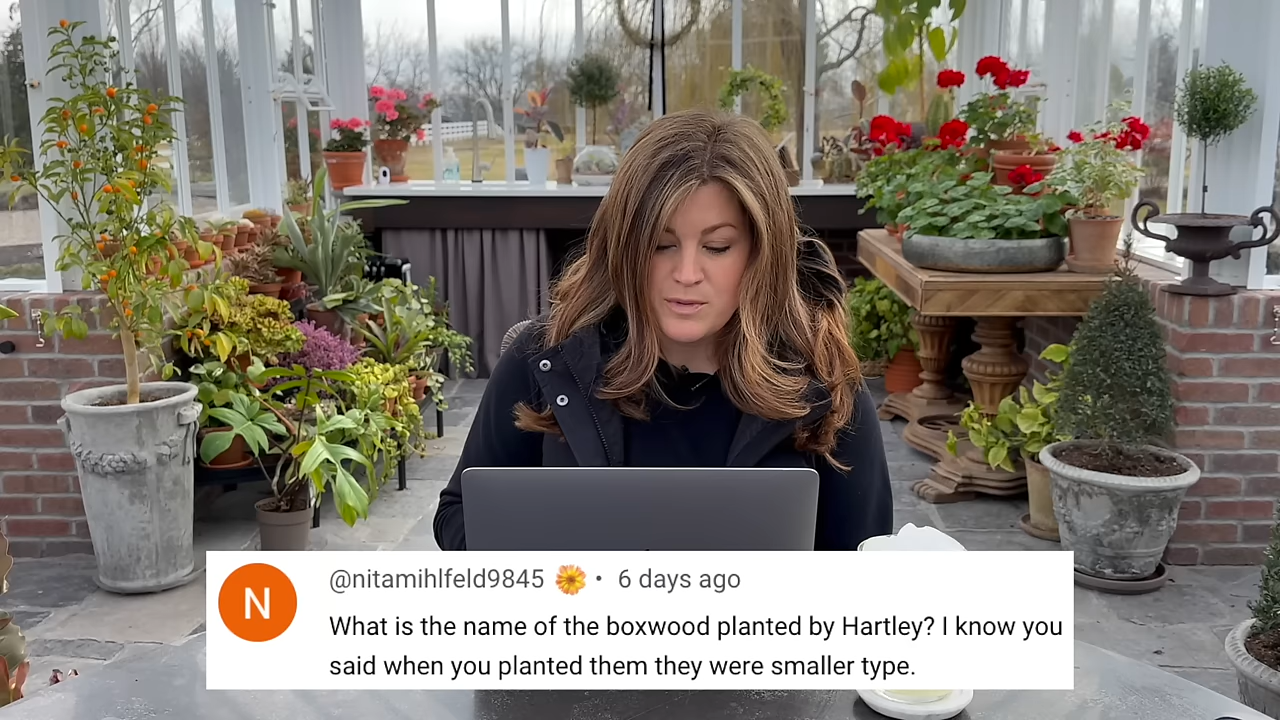 N
@nitamihlfeld9845 • 6 days ago
What is the name of the boxwood planted by Hartley? I know you
said when you planted them they were smaller type.